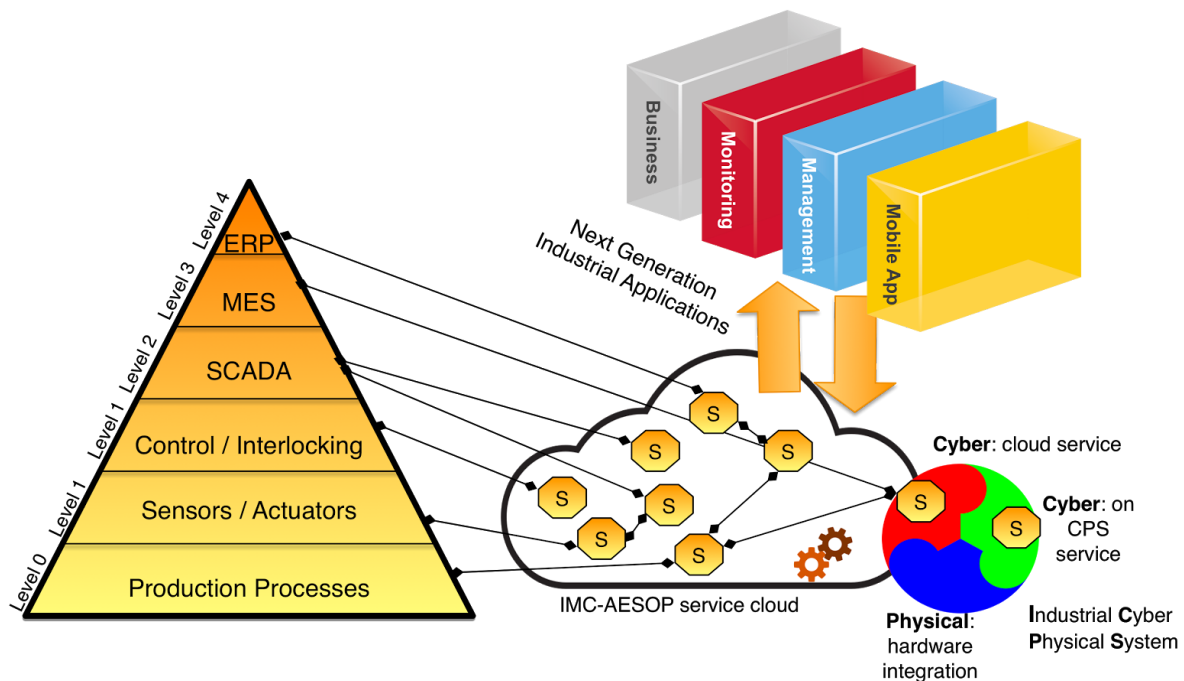 Business
Monitoring
Management
Mobile App
Next Generation
Industrial Applications
Level 4
Level 3
Level 2
Level 1
Level 1
Level 0
ERP
MES
SCADA
Control / Interlocking
Sensors / Actuators
Production Processes
S
S
S
S
S
S
S
S
S
IMC-AESOP service cloud
Cyber: cloud service
Cyber: on
CPS
service
Physical:
hardware
integration
Industrial Cyber
Physical System